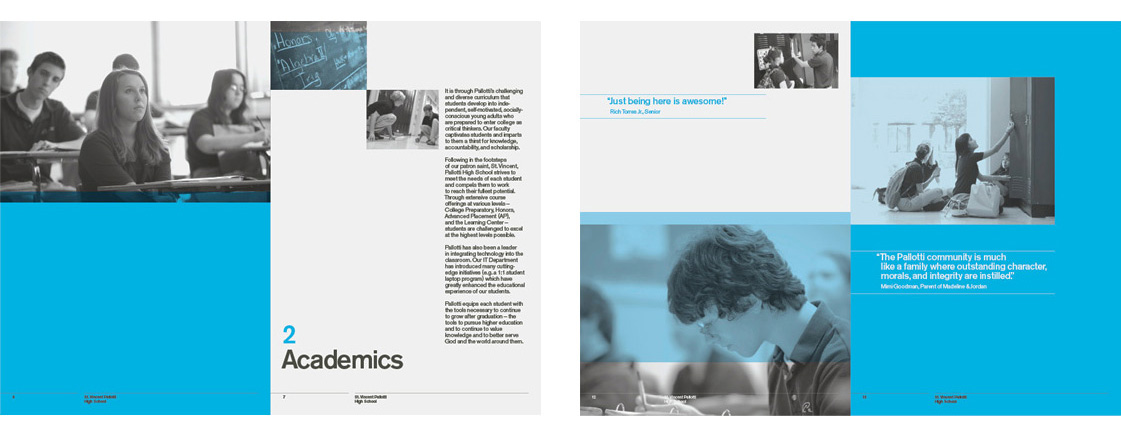 Honors,
Algebra II,
Trig
It is through Pallotti's challenging
and diverse curriculum that
students develop into inde-
pendent, self-motivated, socially-
conscious young adults who
are prepared to enter college as
critical thinkers. Our faculty
captivates students and imparts
to them a thirst for knowledge,
accountability, and scholarship.
Following in the footsteps
of our patron saint, St. Vincent,
Pallotti High School strives to
meet the needs of each student
and compels them to work
to reach their fullest potential.
Through extensive course
offerings at various levels—
College Preparatory, Honors,
Advanced Placement (AP),
and the Learning Center—
students are challenged to excel
at the highest levels possible.
Pallotti has also been a leader
in integrating technology into the
classroom. Our IT Department
has introduced many cutting-
edge initiatives (e.g. a 1:1 student
laptop program) which have
greatly enhanced the educational
experience of our students.
Pallotti equips each student with
the tools necessary to continue
to grow after graduation—the
tools to pursue higher education
and to continue to value
knowledge and to better serve
God and the world around them.
2
Academics
St. Vincent Pallotti
High School
7
St. Vincent Pallotti
High School
"Just being here is awesome!"
Rich Torres Jr., Senior
"The Pallotti community is much
like a family where outstanding character,
morals, and integrity are instilled."
Mimi Goodman, Parent of Madeline & Jordan
St. Vincent Pallotti
High School
St. Vincent Pallotti
High School